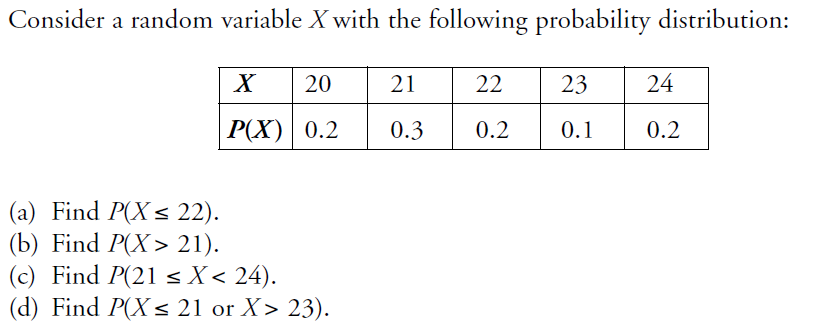 Consider a random variable X with the following probability distribution:
X 20 21 22 23 24
P(X) 0.2 0.3 0.2 0.1 0.2
(a) Find P(X ≤ 22).
(b) Find P(X > 21).
(c) Find P(21 ≤ X < 24).
(d) Find P(X ≤ 21 or X > 23).